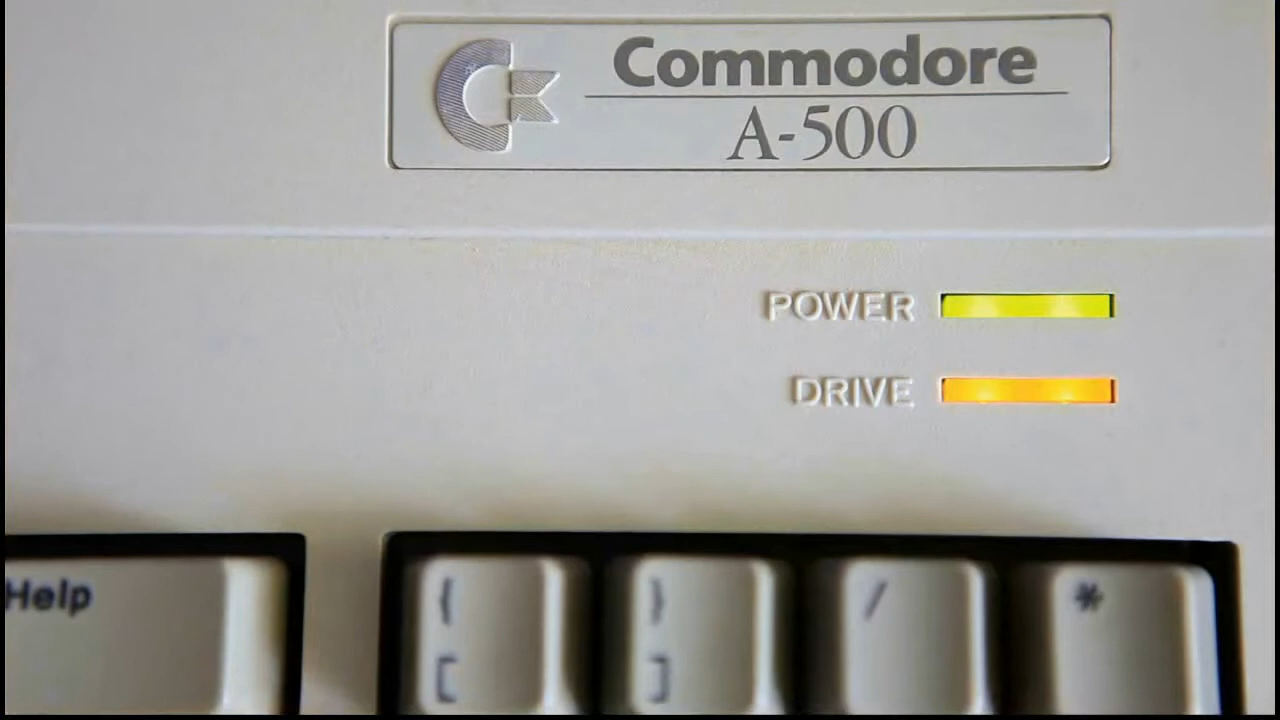 Commodore
A-500
POWER
DRIVE
Help
{ } / *
[ ]